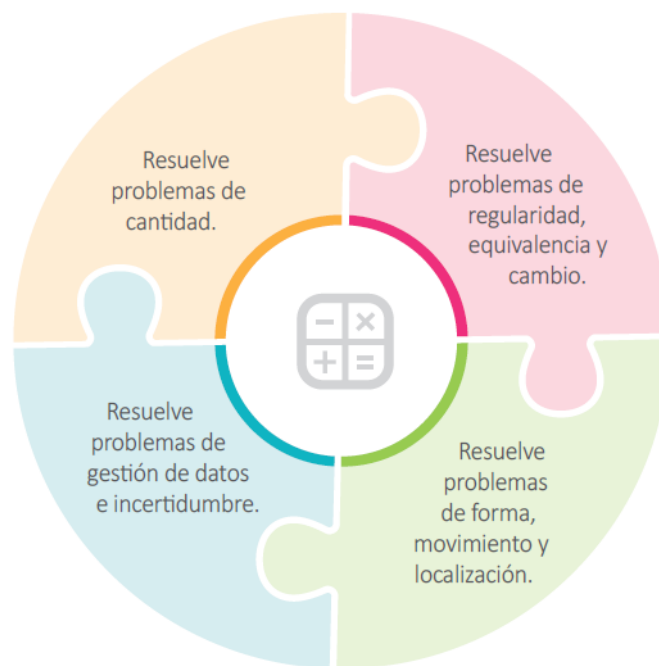 Resuelve
problemas de
cantidad.
Resuelve
problemas de
regularidad,
equivalencia y
cambio.
Resuelve
problemas de
gestión de datos
e incertidumbre.
Resuelve
problemas
de forma,
movimiento y
localización.